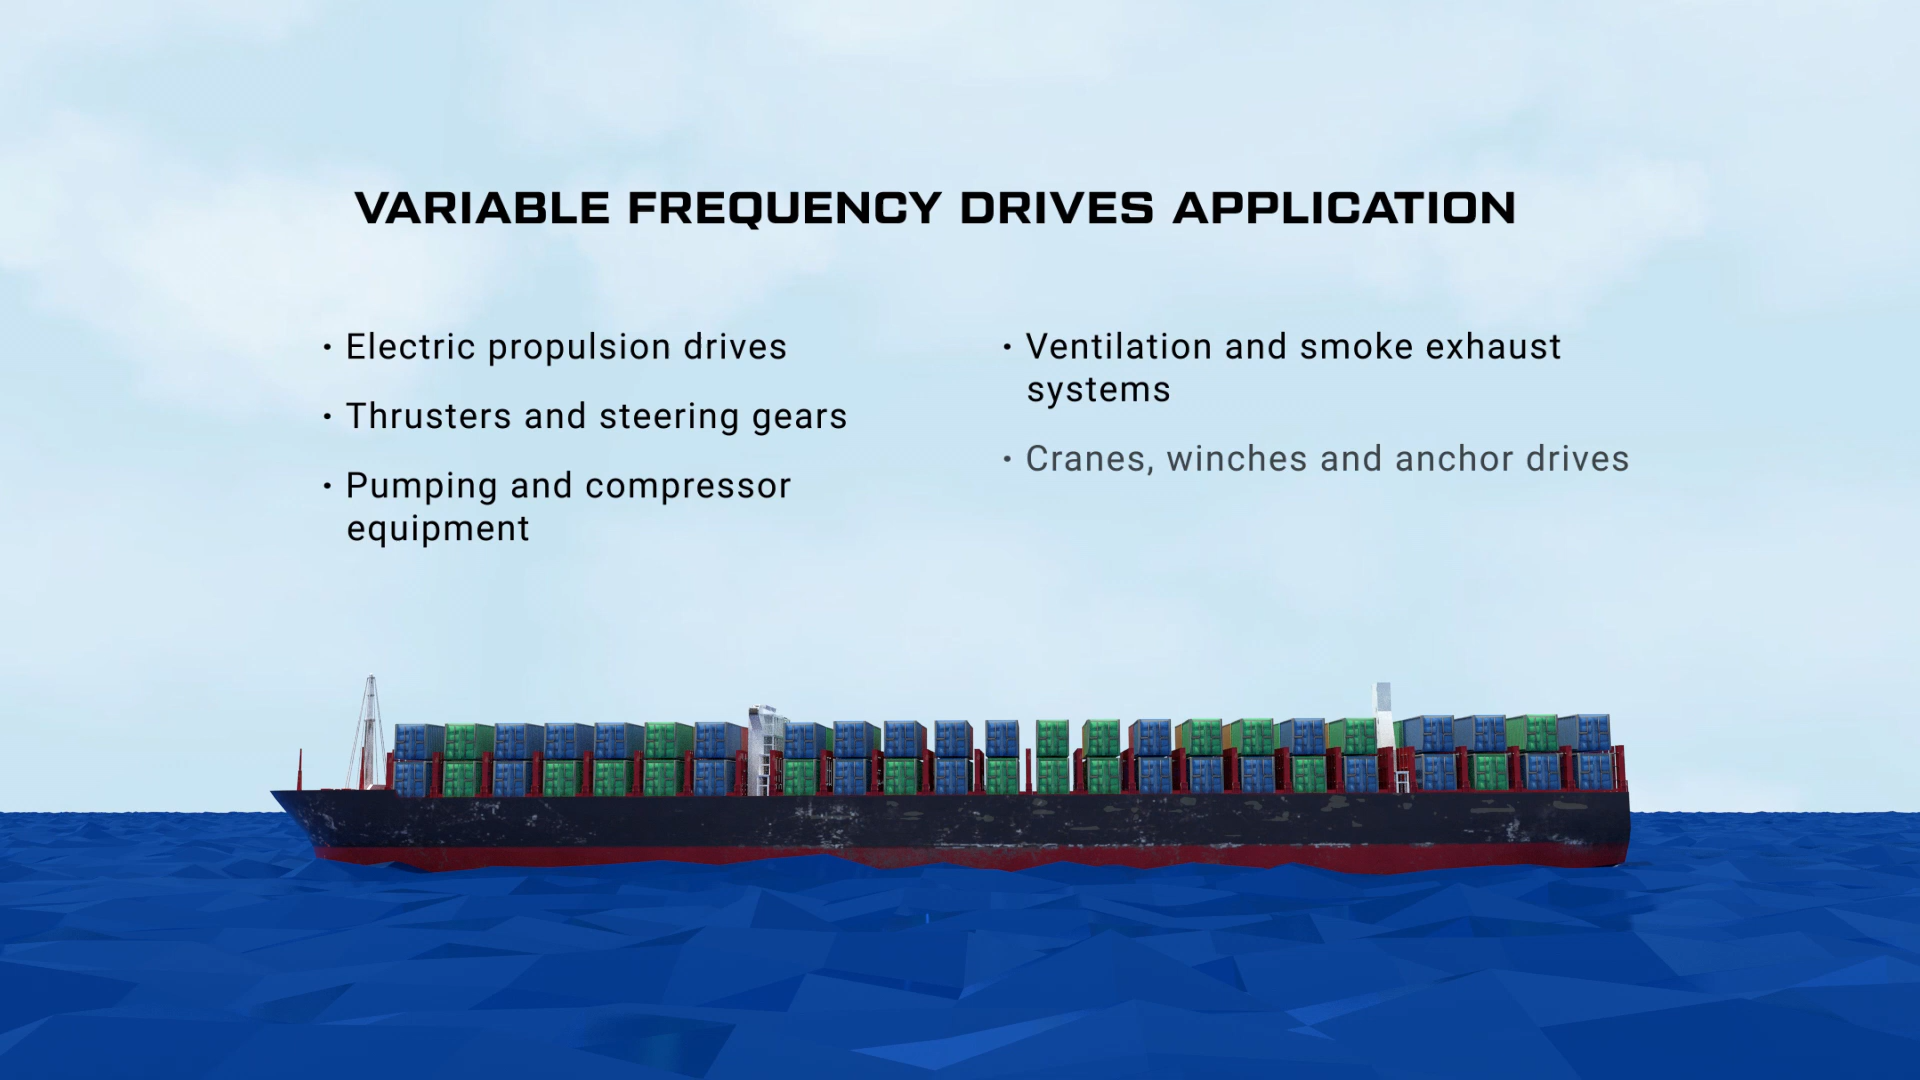 VARIABLE FREQUENCY DRIVES APPLICATION
· Electric propulsion drives
· Thrusters and steering gears
· Pumping and compressor
equipment
· Ventilation and smoke exhaust
systems
· Cranes, winches and anchor drives